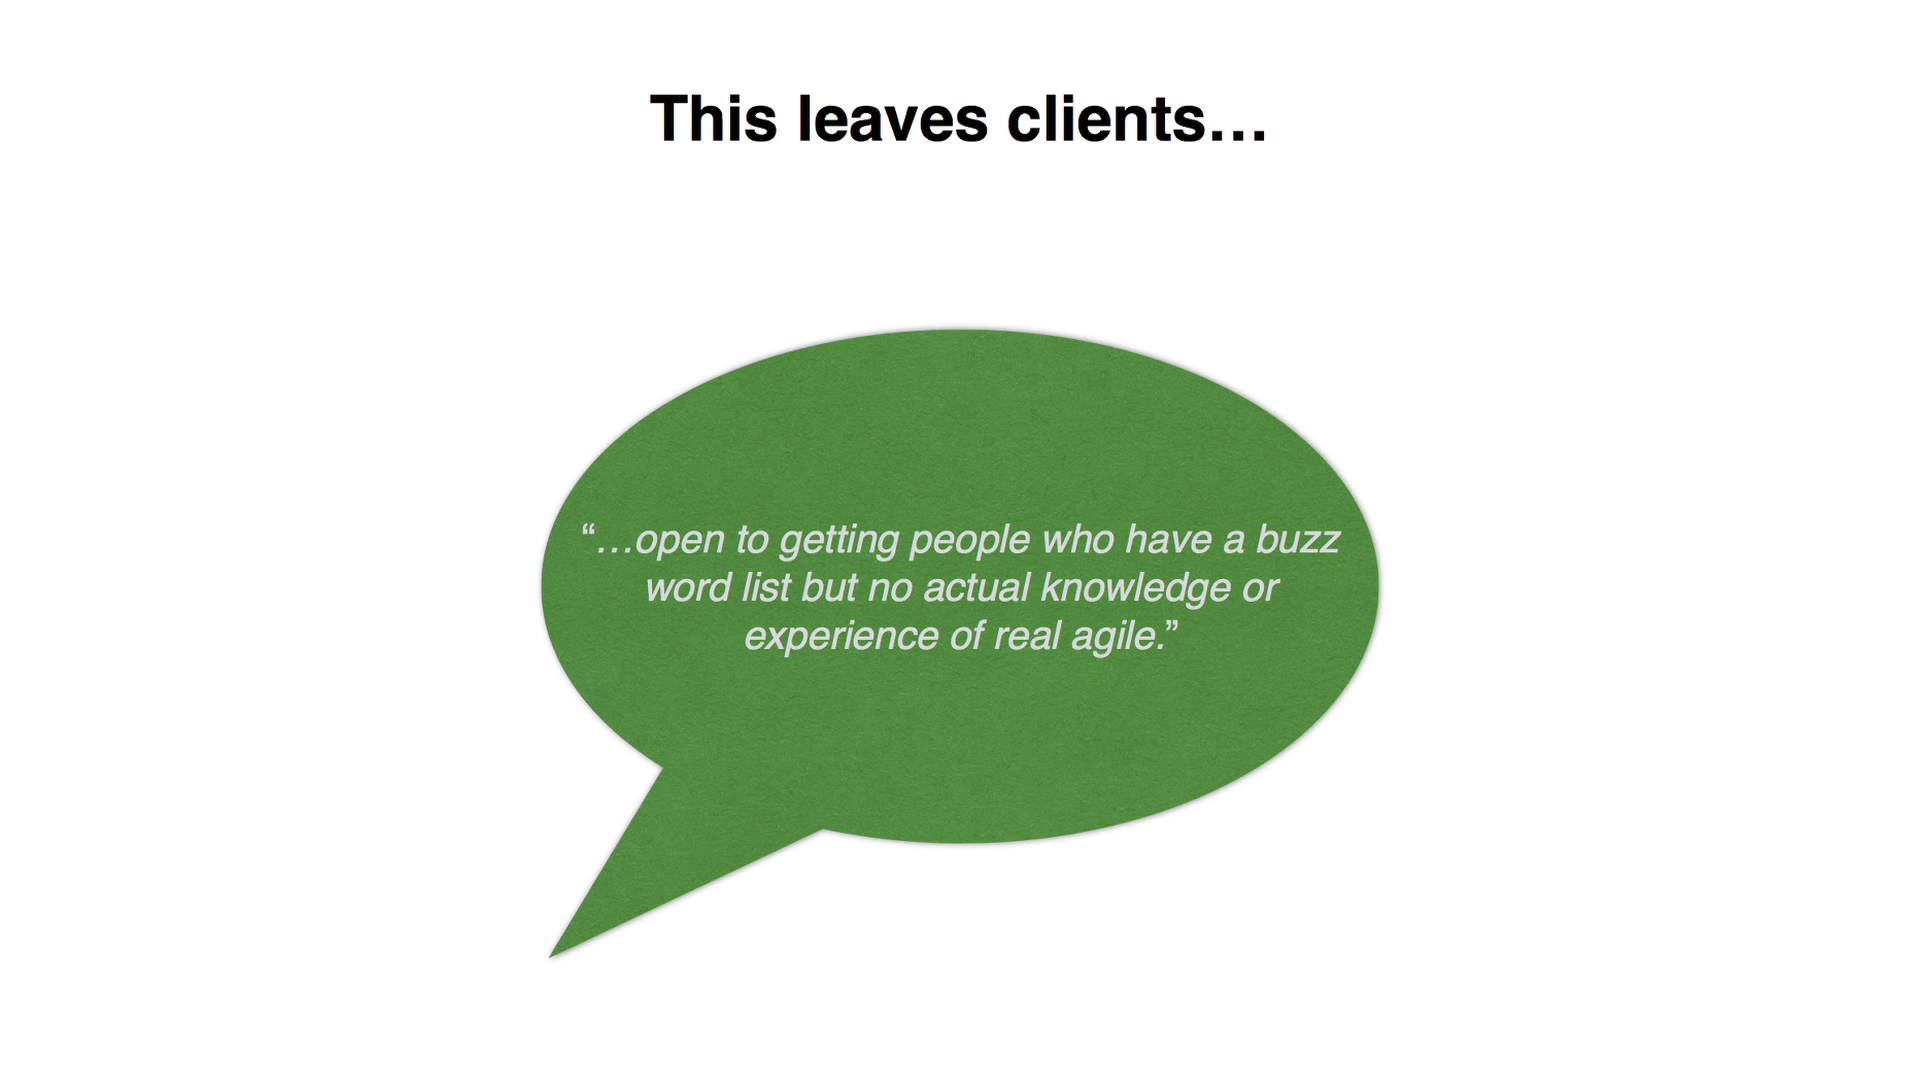 This leaves clients…
“…open to getting people who have a buzz
word list but no actual knowledge or
experience of real agile.”